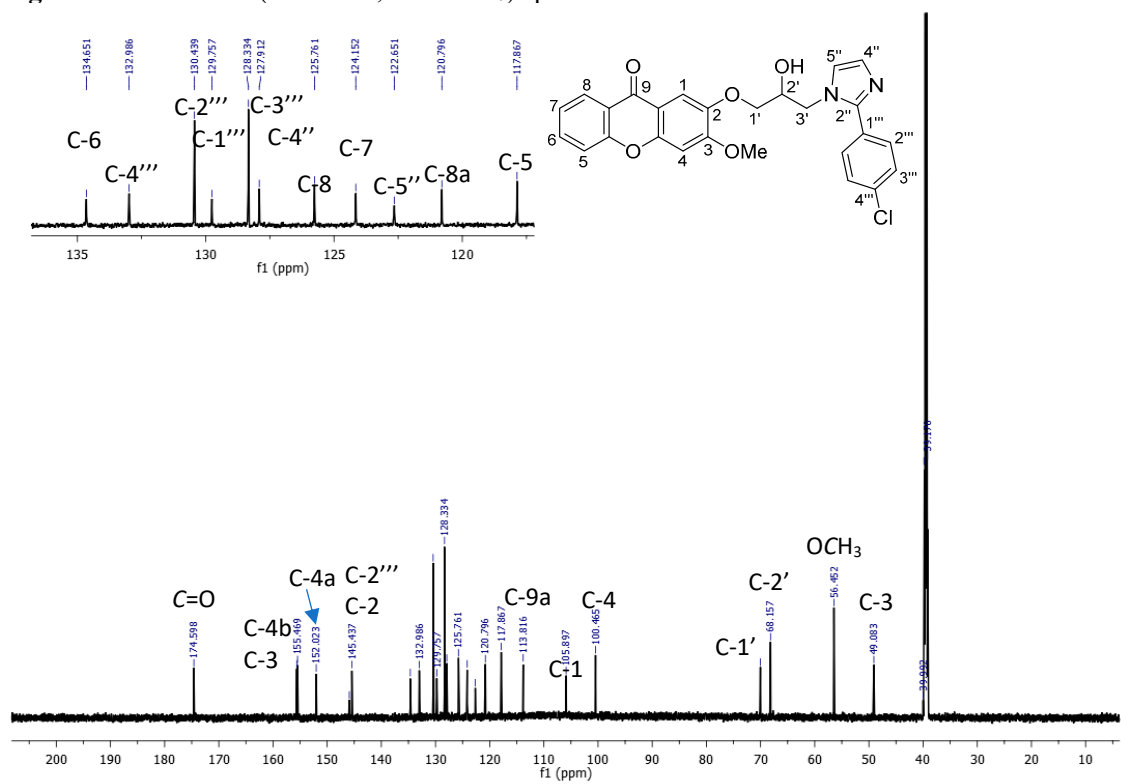 134.651 132.986 130.439 129.757 128.334 127.912 125.761 124.152 122.651 120.796 117.867
C-6 C-4’’’ C-2’’’ C-1’’’ C-3’’’ C-4’’ C-8 C-7 C-5’’ C-8a C-5
135 130 125 120
f1 (ppm)
O OH 5'' 4''
8 9 1 O 2' N N
7 2 1' 3' 2'' 1'''
6 5 O 4 3 OMe 2'''
3'''
4'''
Cl
C=O
174.598
C-4b
C-3
155.469
C-4a
152.023
C-2’’’
C-2
145.437
132.986
129.757
128.334
125.761
120.796
117.867
C-9a
113.816
C-1
105.897
C-4
100.465
C-1’
C-2’
68.157
OCH3
56.452
C-3
49.083
39.992
200 190 180 170 160 150 140 130 120 110 100 90 80 70 60 50 40 30 20 10
f1 (ppm)